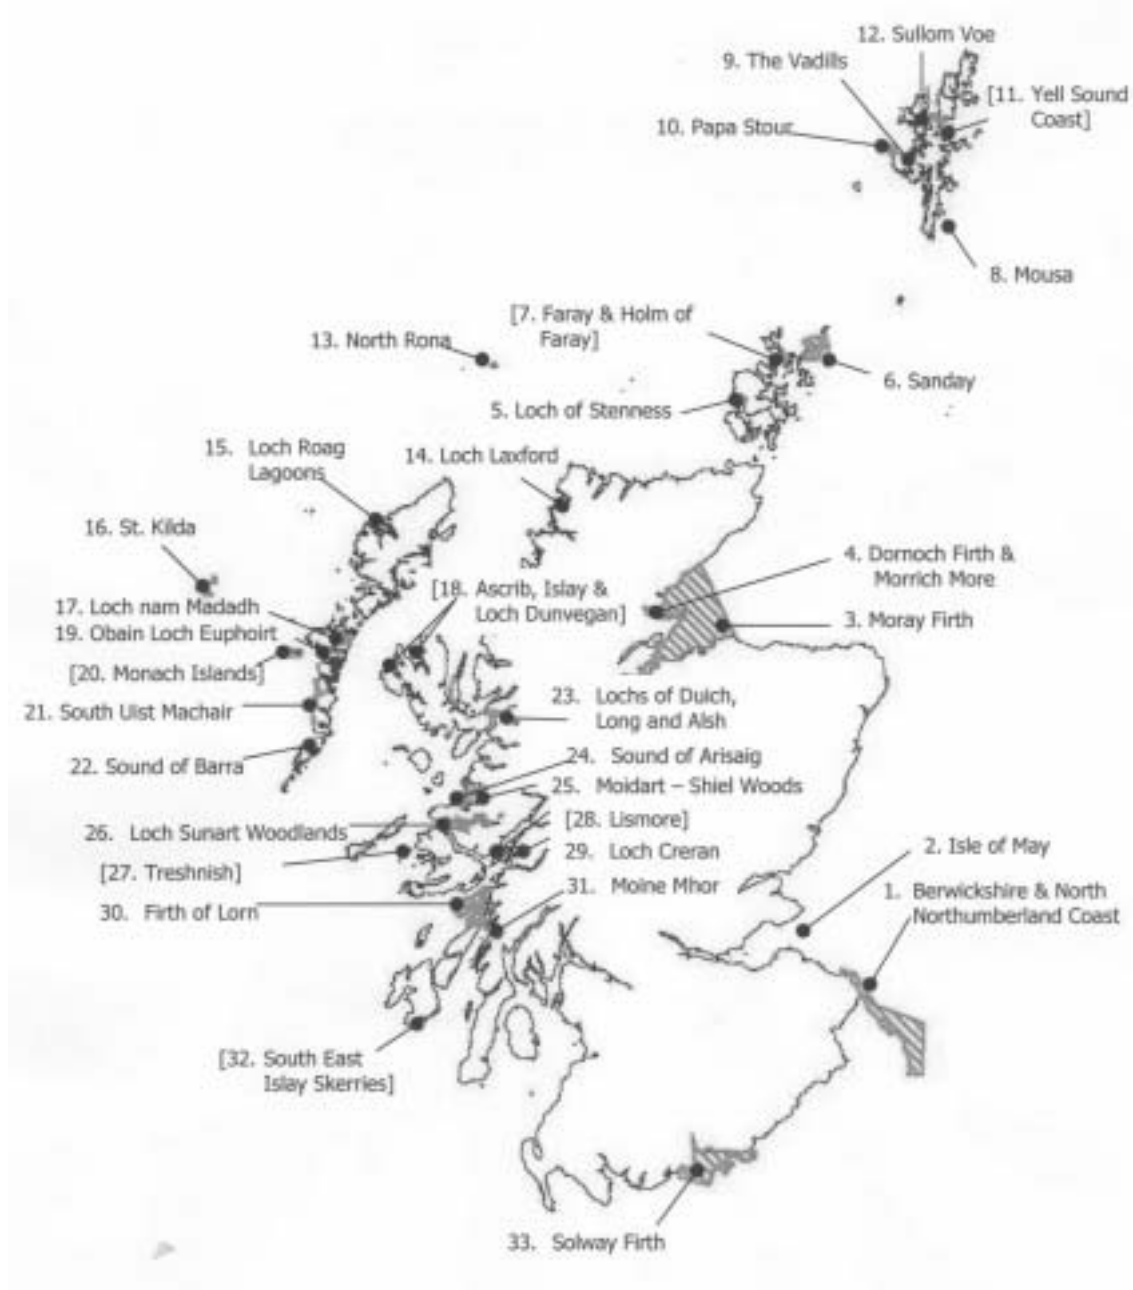 12. Sullom Voe
9. The Vadills
[11. Yell Sound
Coast]
10. Papa Stour
8. Mousa
[7. Faray & Holm of
Faray]
13. North Rona
6. Sanday
5. Loch of Stenness
15. Loch Roag
Lagoons
14. Loch Laxford
16. St. Kilda
4. Dornoch Firth &
Morrich More
[18. Ascrib, Islay &
Loch Dunvegan]
17. Loch nam Madadh
3. Moray Firth
19. Obain Loch Euphoirt
[20. Monach Islands]
23. Lochs of Duich,
Long and Alsh
21. South Uist Machair
24. Sound of Arisaig
22. Sound of Barra
25. Moidart – Shiel Woods
[28. Lismore]
26. Loch Sunart Woodlands
2. Isle of May
29. Loch Creran
[27. Treshnish]
31. Moine Mhor
1. Berwickshire & North
Northumberland Coast
30. Firth of Lorn
[32. South East
Islay Skerries]
33. Solway Firth